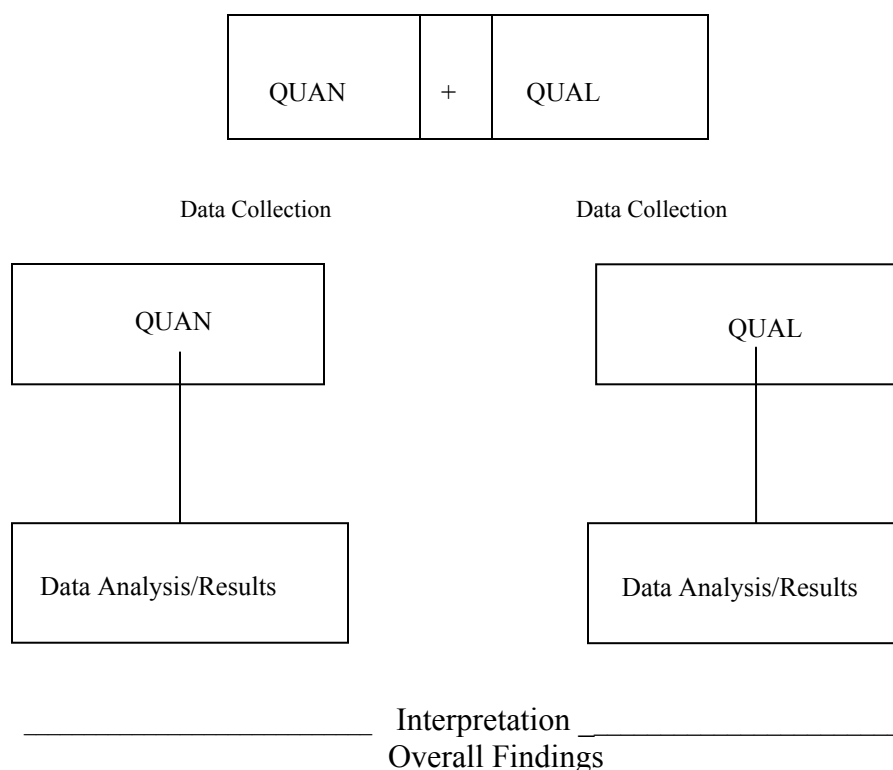 QUAN + QUAL
Data Collection Data Collection
QUAN QUAL
Data Analysis/Results Data Analysis/Results
Interpretation
Overall Findings